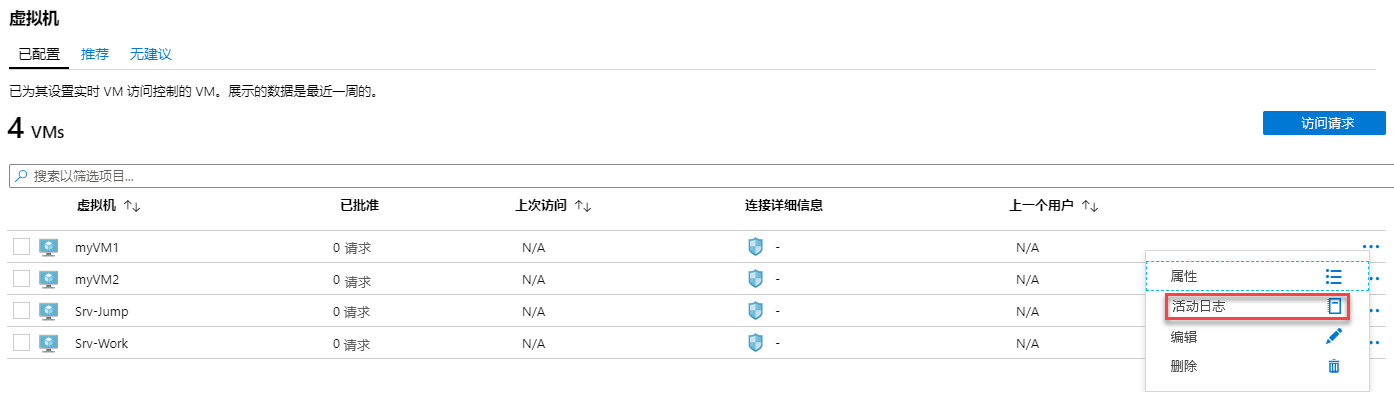 虚拟机
已配置 推荐 无建议
已为其设置实时 VM 访问控制的 VM。展示的数据是最近一周的。
4 VMs
访问请求
搜索以筛选项目...
虚拟机 已批准 上次访问 连接详细信息 上一个用户
myVM1 0 请求 N/A - N/A
myVM2 0 请求 N/A - N/A
Srv-Jump 0 请求 N/A - N/A
Srv-Work 0 请求 N/A - N/A
属性
活动日志
编辑
删除